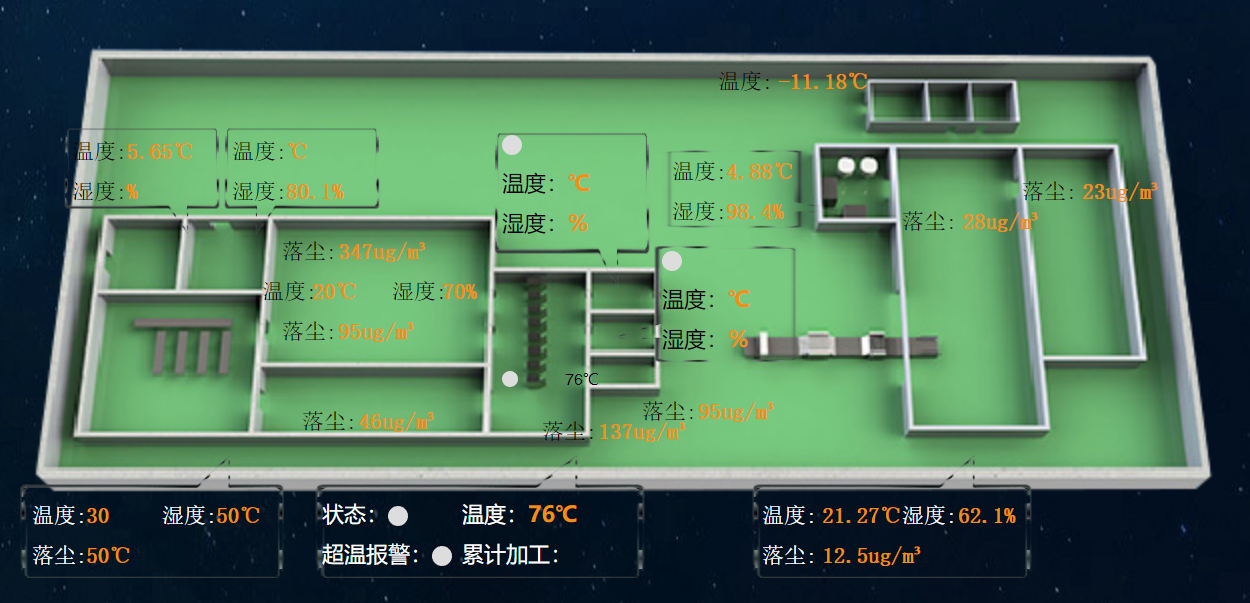 温度: -11.18℃
温度:5.65℃
湿度:%
温度:℃
湿度:80.1%
温度：℃
湿度：%
温度:4.88℃
湿度:98.4%
落尘: 23ug/m³
落尘: 28ug/m³
落尘:347ug/m³
温度:20℃ 湿度:70%
落尘:95ug/m³
温度：℃
湿度：%
76℃
落尘:46ug/m³
落尘:95ug/m³
落尘:137ug/m³
温度:30 湿度:50℃
落尘:50℃
状态： 温度：76℃
超温报警： 累计加工：
温度: 21.27℃湿度:62.1%
落尘: 12.5ug/m³